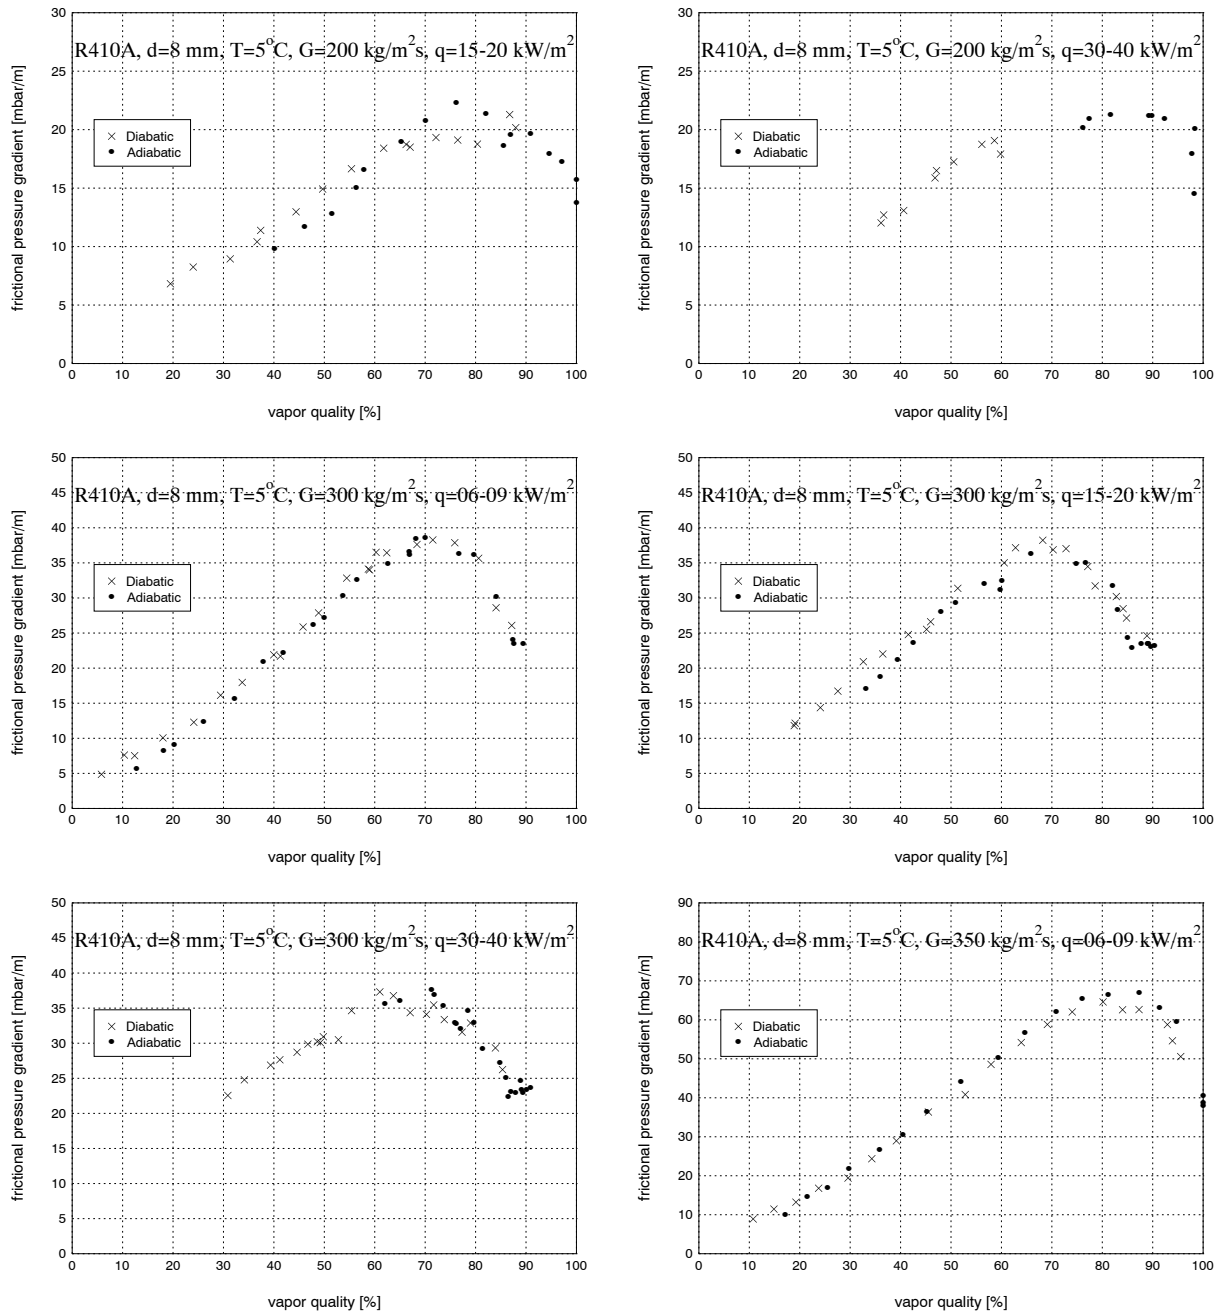 R410A, d=8 mm, T=5°C, G=200 kg/m²s, q=15-20 kW/m²
frictional pressure gradient [mbar/m]
30
25
20
15
10
5
0
Diabatic
Adiabatic
0 10 20 30 40 50 60 70 80 90 100
vapor quality [%]
R410A, d=8 mm, T=5°C, G=200 kg/m²s, q=30-40 kW/m²
frictional pressure gradient [mbar/m]
30
25
20
15
10
5
0
Diabatic
Adiabatic
0 10 20 30 40 50 60 70 80 90 100
vapor quality [%]
R410A, d=8 mm, T=5°C, G=300 kg/m²s, q=06-09 kW/m²
frictional pressure gradient [mbar/m]
50
45
40
35
30
25
20
15
10
5
0
Diabatic
Adiabatic
0 10 20 30 40 50 60 70 80 90 100
vapor quality [%]
R410A, d=8 mm, T=5°C, G=300 kg/m²s, q=15-20 kW/m²
frictional pressure gradient [mbar/m]
50
45
40
35
30
25
20
15
10
5
0
Diabatic
Adiabatic
0 10 20 30 40 50 60 70 80 90 100
vapor quality [%]
R410A, d=8 mm, T=5°C, G=300 kg/m²s, q=30-40 kW/m²
frictional pressure gradient [mbar/m]
50
45
40
35
30
25
20
15
10
5
0
Diabatic
Adiabatic
0 10 20 30 40 50 60 70 80 90 100
vapor quality [%]
R410A, d=8 mm, T=5°C, G=350 kg/m²s, q=06-09 kW/m²
frictional pressure gradient [mbar/m]
90
80
70
60
50
40
30
20
10
0
Diabatic
Adiabatic
0 10 20 30 40 50 60 70 80 90 100
vapor quality [%]